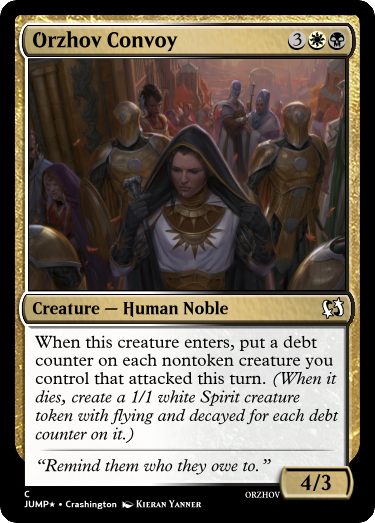 Orzhov Convoy 3
Creature — Human Noble
When this creature enters, put a debt
counter on each nontoken creature you
control that attacked this turn. (When it
dies, create a 1/1 white Spirit creature
token with flying and decayed for each debt
counter on it.)
“Remind them who they owe to.”
4/3
C
JUMP★ • Crashington Kieran Yanner
ORZHOV